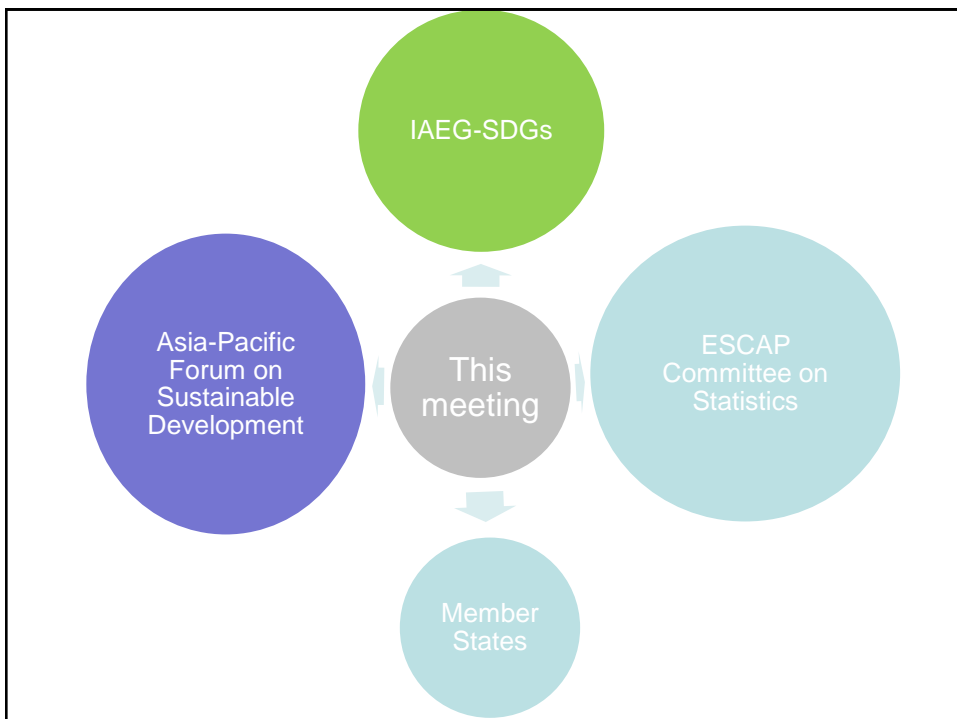 IAEG-SDGs
Asia-Pacific
Forum on
Sustainable
Development
This
meeting
ESCAP
Committee on
Statistics
Member
States